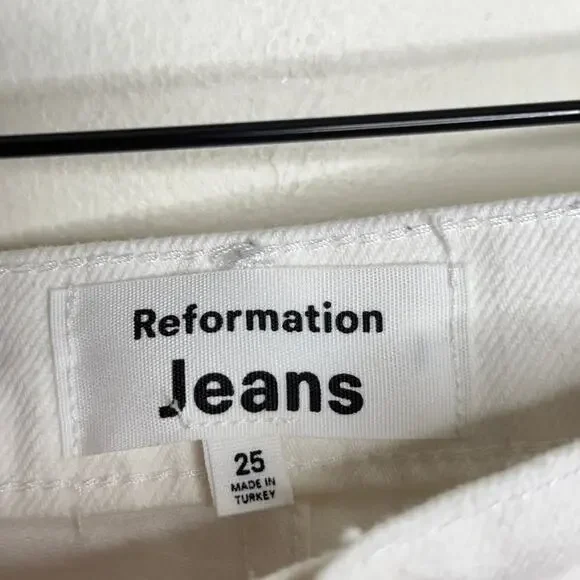 Reformation
Jeans
25
MADE IN
TURKEY